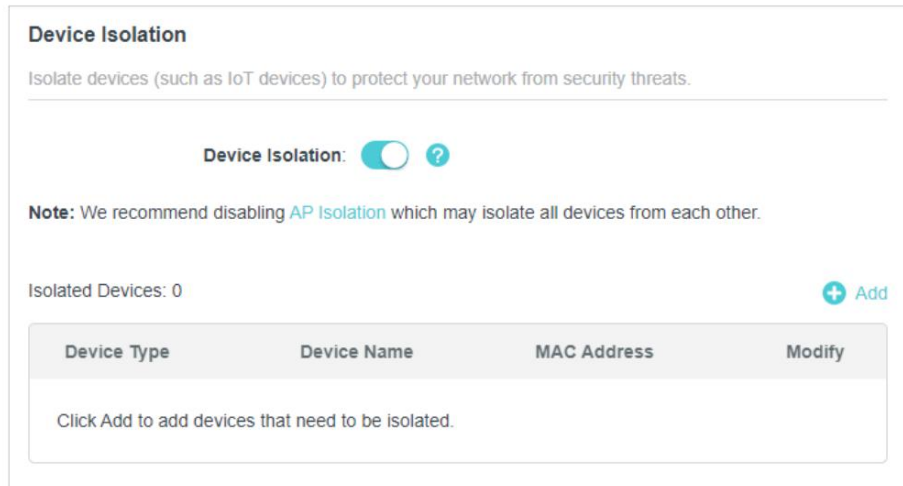 Device Isolation
Isolate devices (such as IoT devices) to protect your network from security threats.
Device Isolation: ?
Note: We recommend disabling AP Isolation which may isolate all devices from each other.
Isolated Devices: 0 + Add
Device Type Device Name MAC Address Modify
Click Add to add devices that need to be isolated.